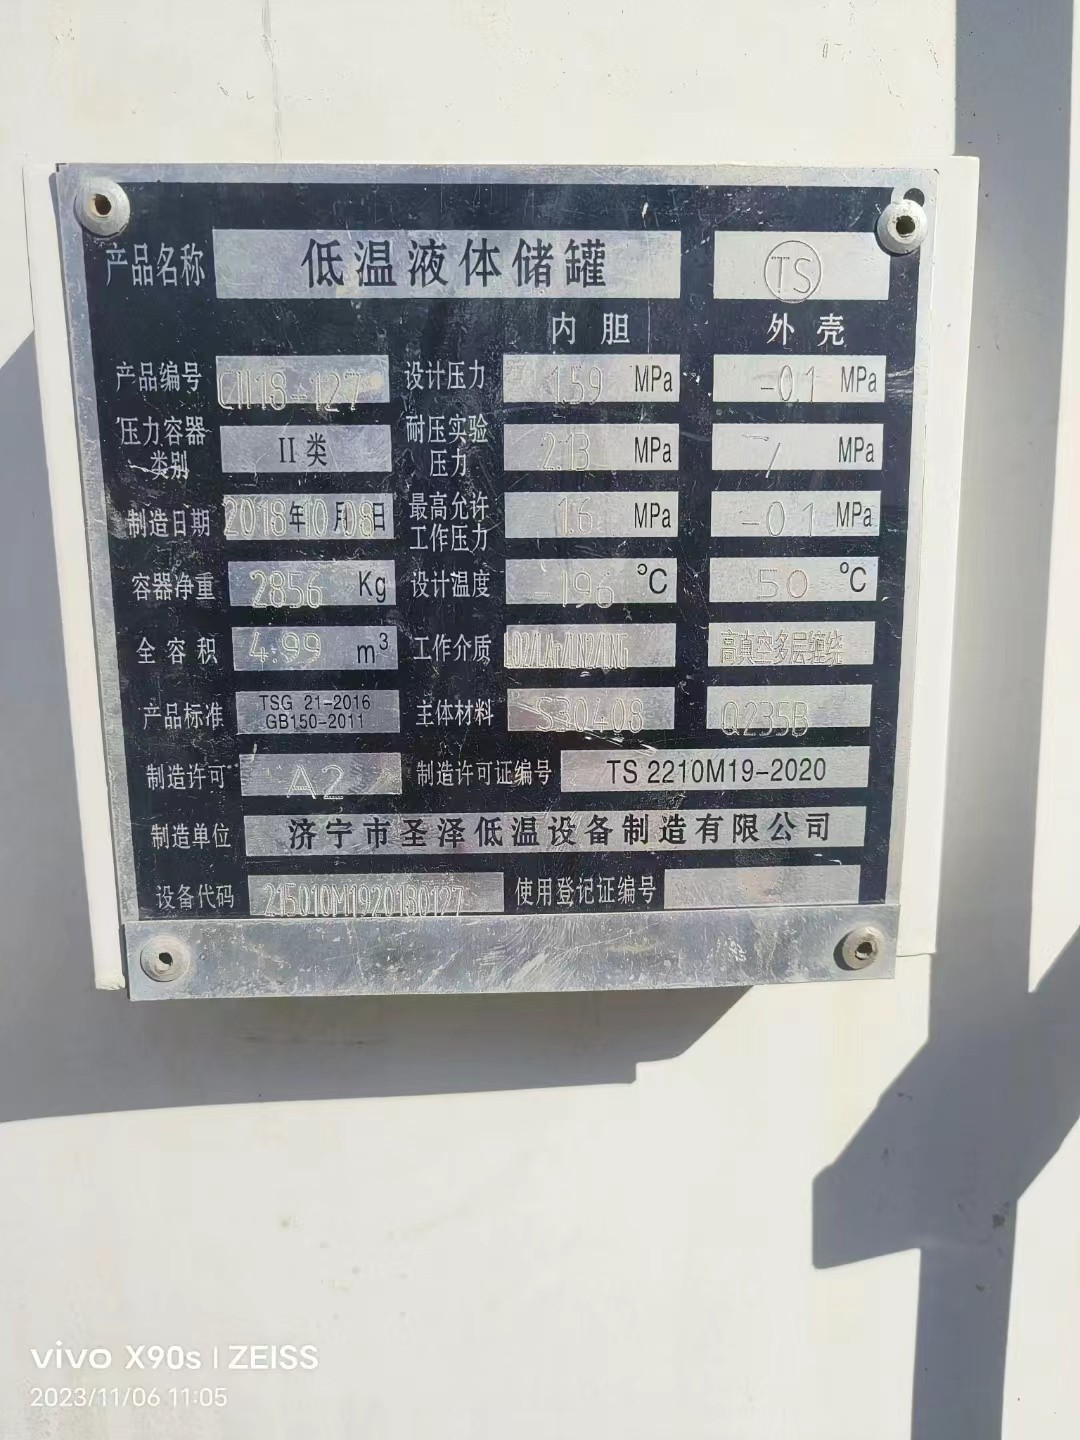 产品名称 低温液体储罐 TS
内胆 外壳
产品编号 C1118-127 设计压力 1.59 MPa -0.1 MPa
压力容器类别 II类 耐压实验压力 2.13 MPa / MPa
制造日期 2018年10月08日 最高允许工作压力 1.6 MPa -0.1 MPa
容器净重 2856 Kg 设计温度 -196 ℃ 50 ℃
全容积 4.99 m³ 工作介质 LO2/LAr/LN2/LNG 高真空多层缠绕
产品标准 TSG 21-2016 GB150-2011 主体材料 S30408 Q235B
制造许可 A2 制造许可证编号 TS 2210M19-2020
制造单位 济宁市圣泽低温设备制造有限公司
设备代码 215010M1920180127 使用登记证编号
vivo X90s | ZEISS
2023/11/06 11:05